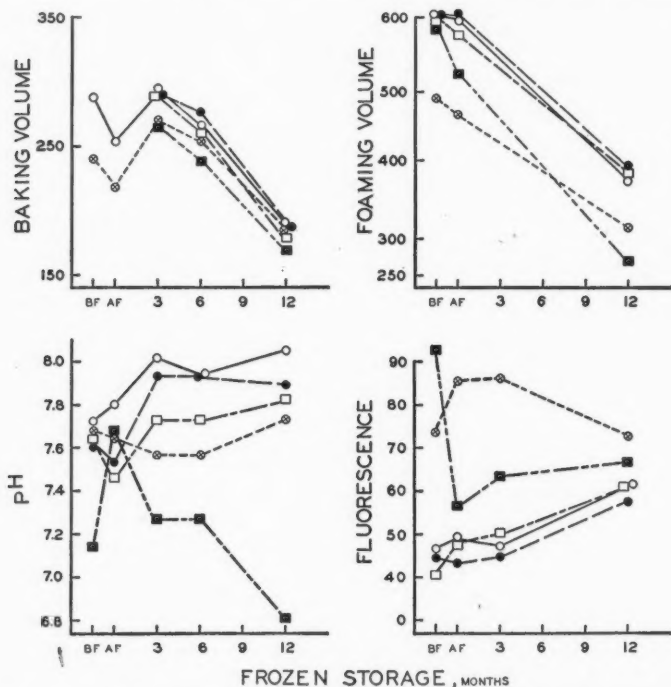 350
250
150
BAKING VOLUME
BF AF 3 6 9 12
600
500
400
300
250
FOAMING VOLUME
BF AF 3 6 9 12
8.0
7.8
7.6
7.4
7.2
7.0
6.8
pH
BF AF 3 6 9 12
90
80
70
60
50
40
0
FLUORESCENCE
BF AF 3 6 9 12
FROZEN STORAGE, MONTHS